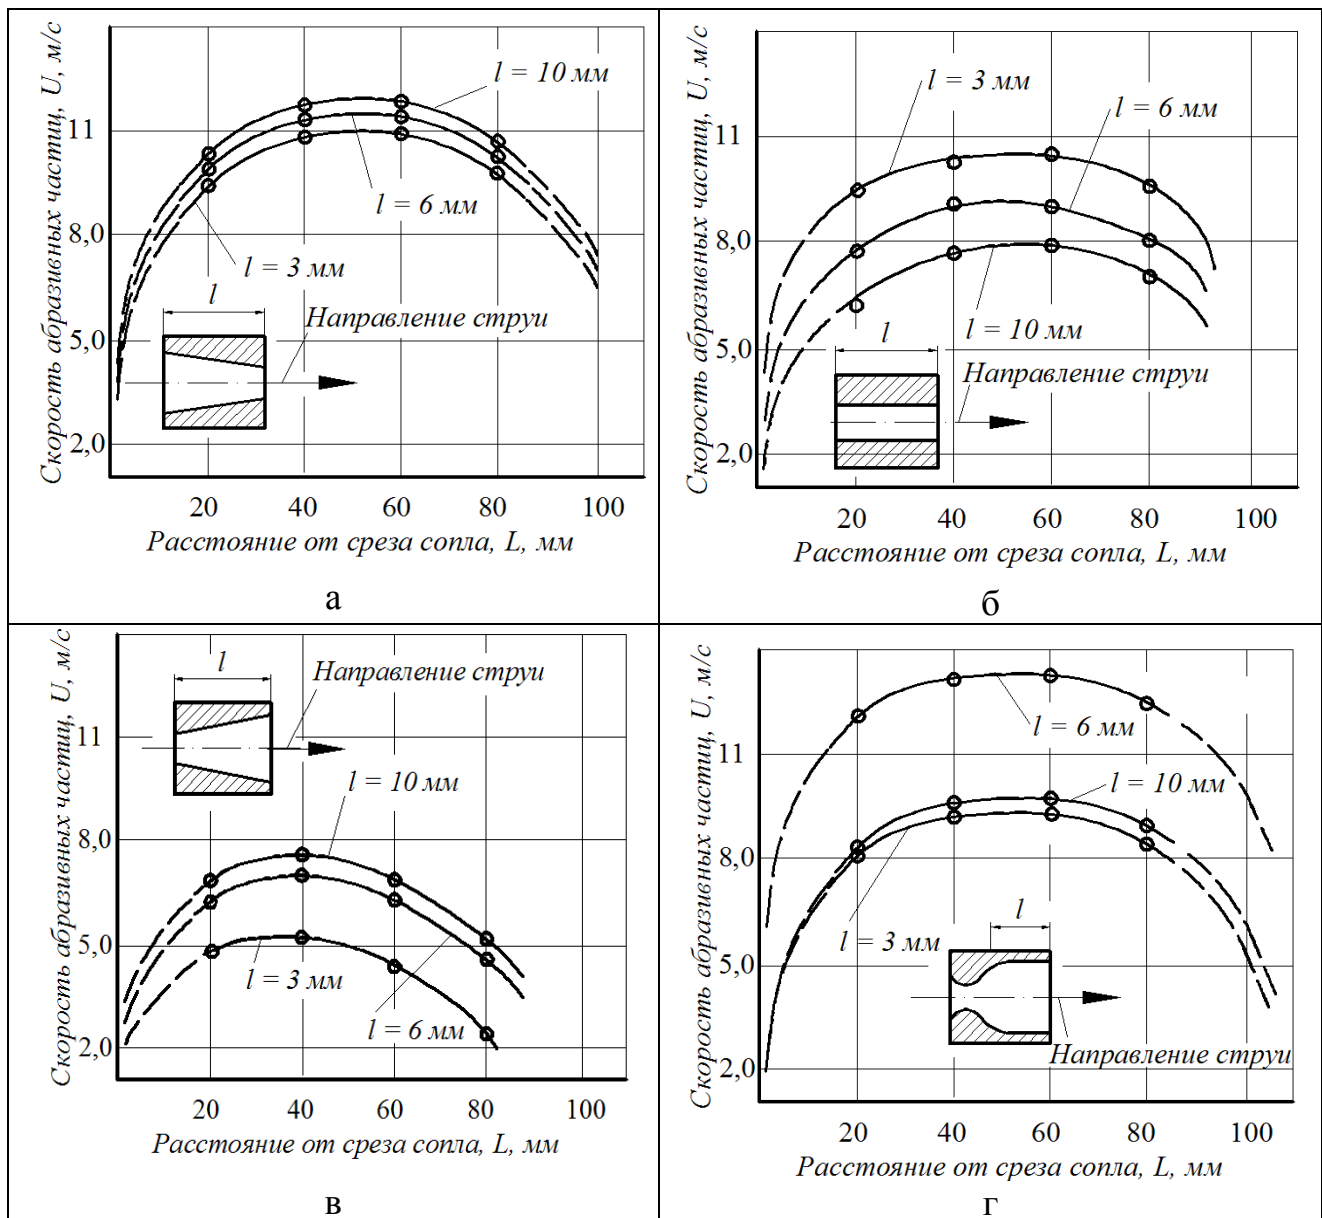 Скорость абразивных частиц, U, м/с
11
8,0
5,0
2,0
l = 10 мм
l = 6 мм
l = 3 мм
l
Направление струи
20 40 60 80 100
Расстояние от среза сопла, L, мм
а
Скорость абразивных частиц, U, м/с
11
8,0
5,0
2,0
l = 3 мм
l = 6 мм
l = 10 мм
l
Направление струи
20 40 60 80 100
Расстояние от среза сопла, L, мм
б
Скорость абразивных частиц, U, м/с
11
8,0
5,0
2,0
l
Направление струи
l = 10 мм
l = 3 мм
l = 6 мм
20 40 60 80 100
Расстояние от среза сопла, L, мм
в
Скорость абразивных частиц, U, м/с
11
8,0
5,0
2,0
l = 6 мм
l = 10 мм
l = 3 мм
l
Направление струи
20 40 60 80 100
Расстояние от среза сопла, L, мм
г